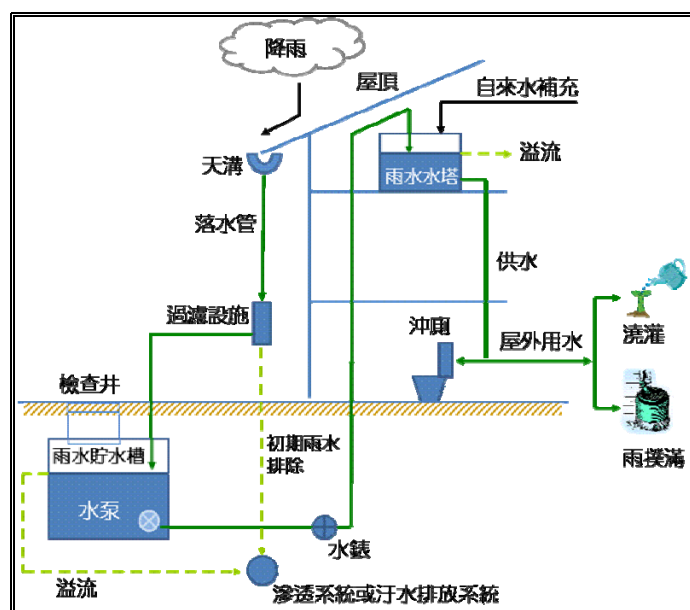 降雨
屋頂
自來水補充
天溝
雨水水塔
溢流
落水管
供水
過濾設施
沖廁
屋外用水
澆灌
檢查井
雨水貯水槽
初期雨水
排除
雨撲滿
水泵
水錶
溢流
滲透系統或汙水排放系統